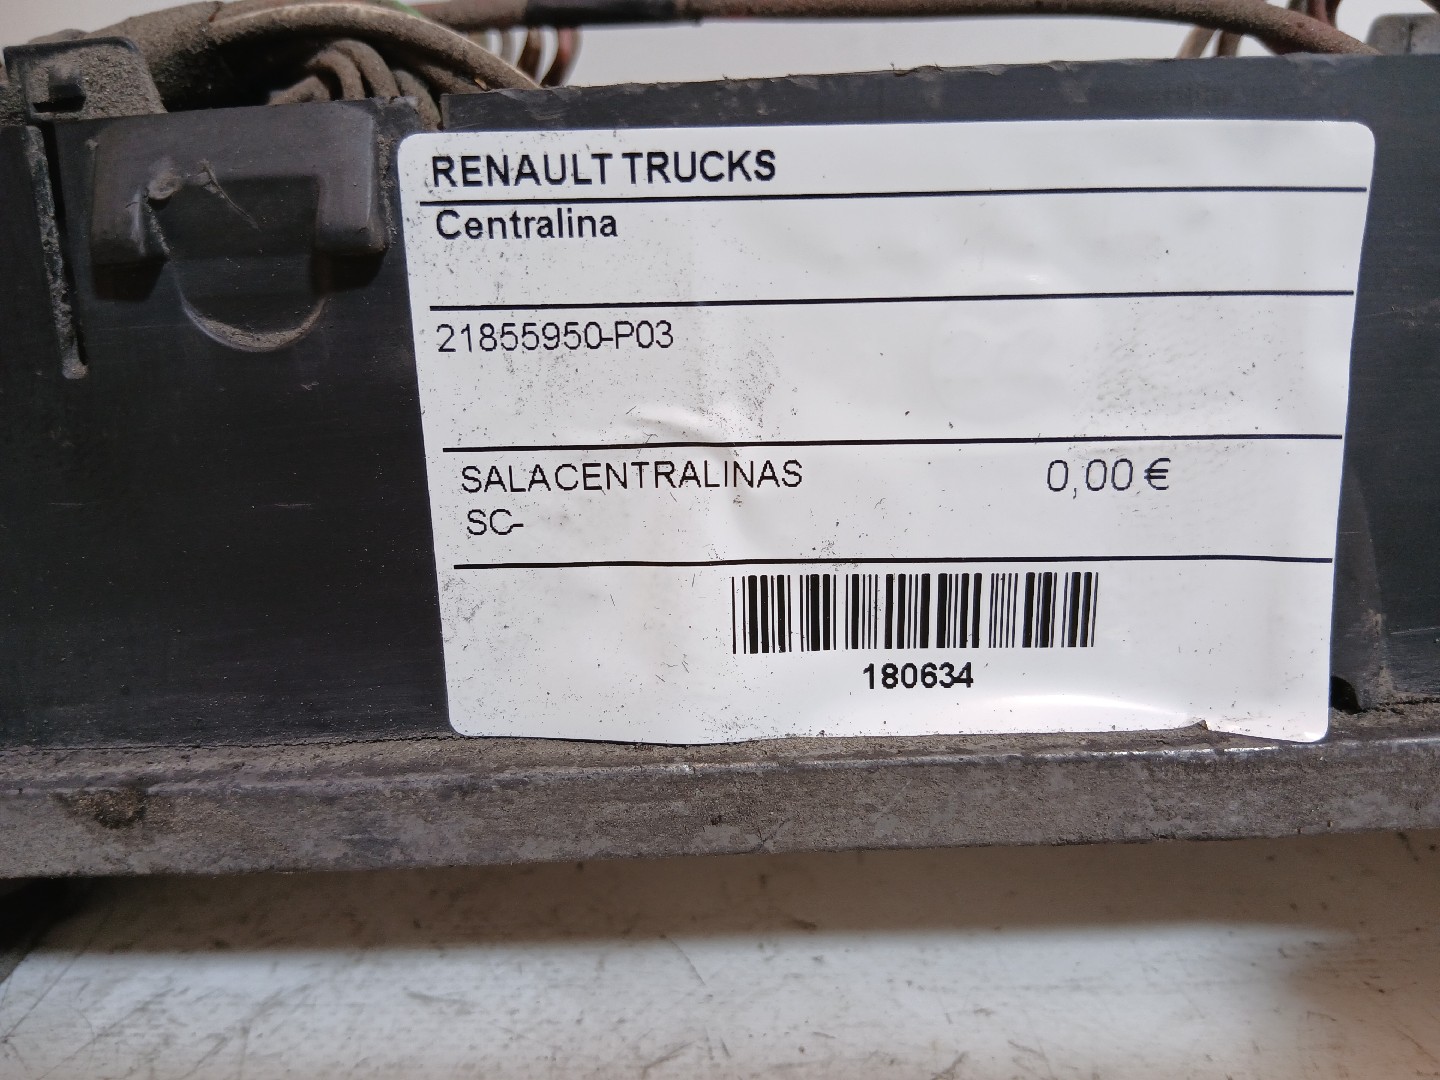 RENAULT TRUCKS
Centralina
21855950-P03
SALACENTRALINAS 0,00 €
SC-
180634